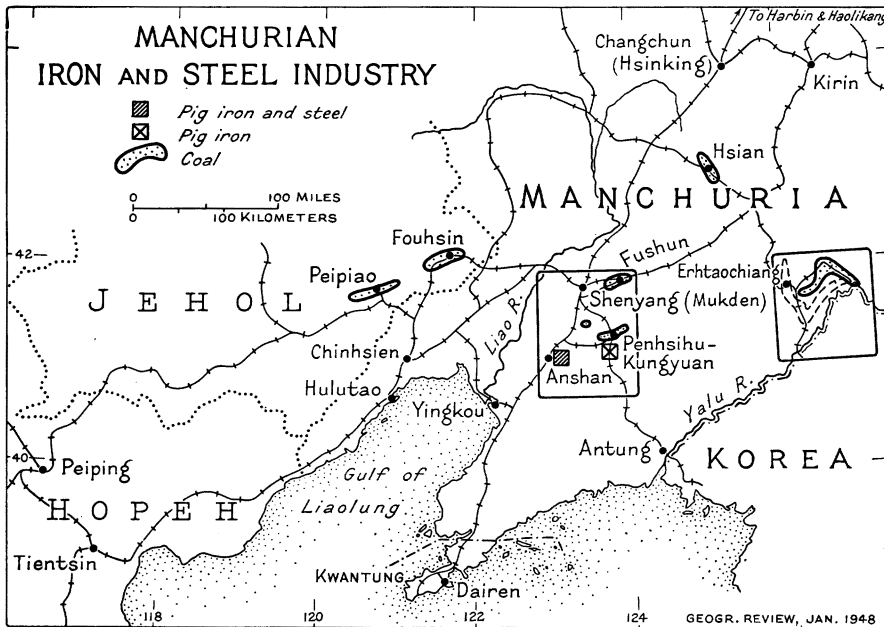 MANCHURIAN
IRON AND STEEL INDUSTRY
Pig iron and steel
Pig iron
Coal
0 100 MILES
0 100 KILOMETERS
To Harbin & Haolikang
Changchun
(Hsinking)
Kirin
Hsian
MANCHURIA
42
Fouhsin
Fushun
Peipiao
Erhtaochiang
JEHOL
Liao R.
Shenyang (Mukden)
Chinhsien
Penhsihu-
Kungyuan
Anshan
Hulutao
Yingkou
Yalu R.
40
Peiping
Antung
KOREA
Gulf of
Liaolung
HOPEH
Tientsin
KWANTUNG
Dairen
118
120
122
124
GEOGR. REVIEW, JAN. 1948